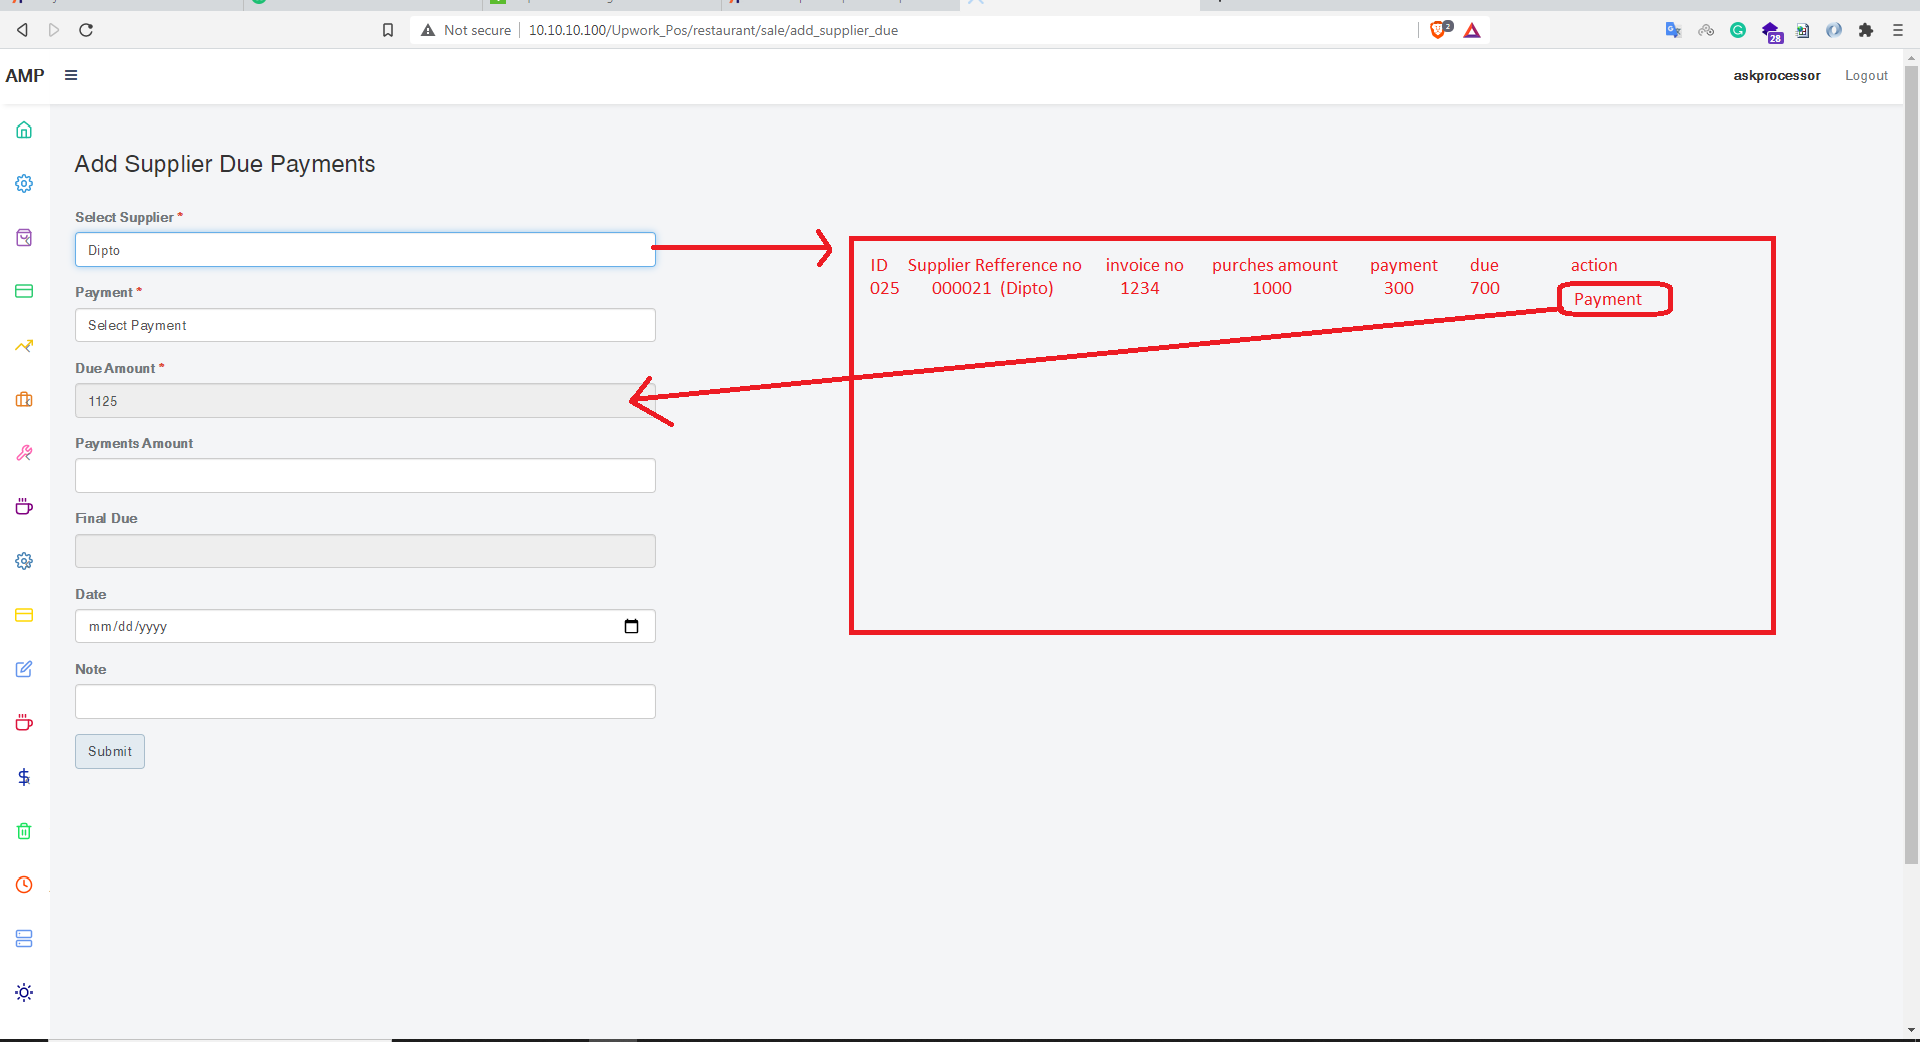 Not secure 10.10.10.100/Upwork_Pos/restaurant/sale/add_supplier_due 2 28
AMP askprocessor Logout
Add Supplier Due Payments
Select Supplier *
Dipto
Payment *
Select Payment
Due Amount *
1125
Payments Amount
Final Due
Date
mm/dd/yyyy
Note
Submit
ID Supplier Refference no invoice no purches amount payment due action
025 000021 (Dipto) 1234 1000 300 700
Payment